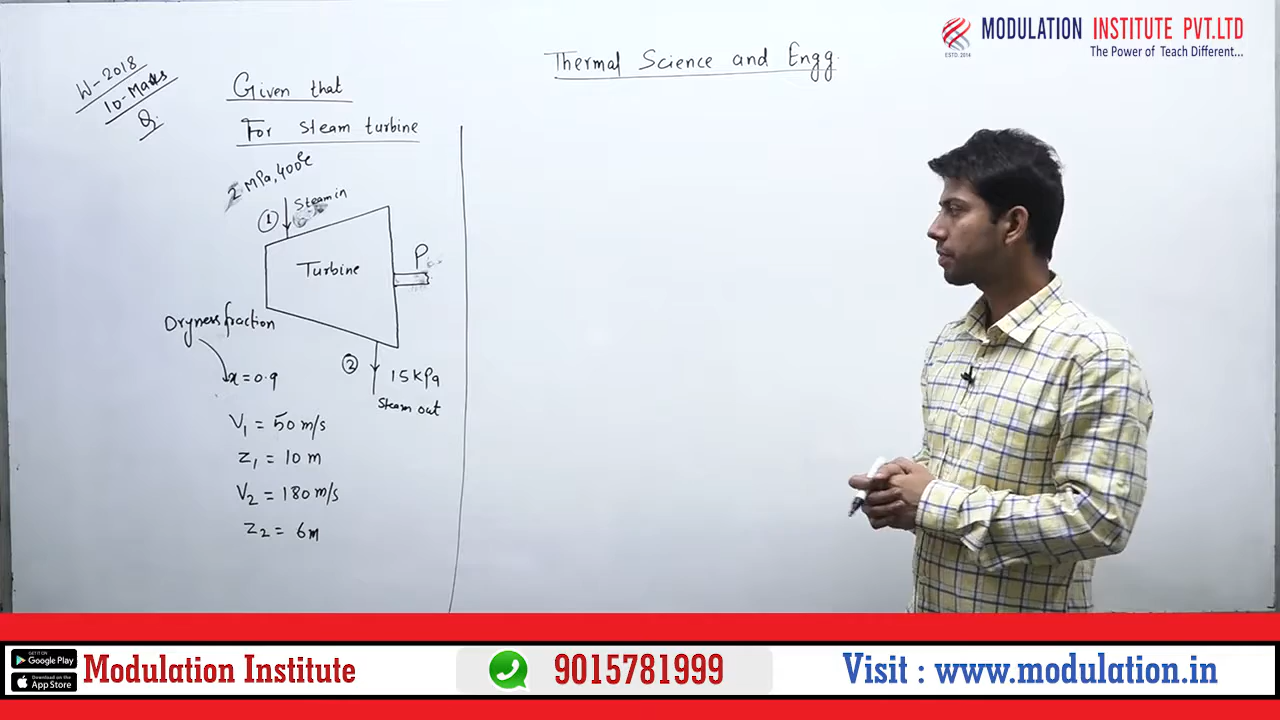 MODULATION INSTITUTE PVT.LTD
The Power of Teach Different...
ESTD. 2014
Thermal Science and Engg.
W-2018
10-Marks
Q.
Given that
For steam turbine
2 MPa, 400°C
Steam in
①
Turbine
P
Dryness fraction
②
15 kPa
x = 0.9
Steam out
V₁ = 50 m/s
Z₁ = 10 m
V₂ = 180 m/s
Z₂ = 6m
GET IT ON
Google Play
Download on the
App Store
Modulation Institute
9015781999
Visit : www.modulation.in